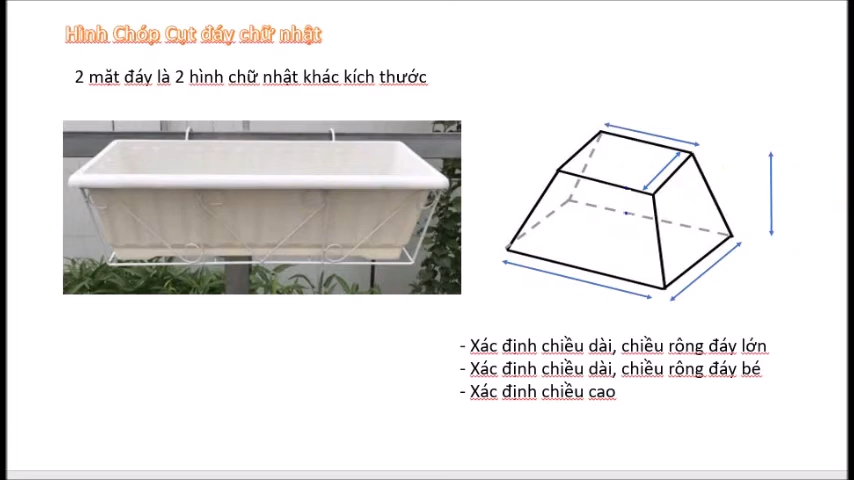 Hình Chóp Cụt đáy chữ nhật
2 mặt đáy là 2 hình chữ nhật khác kích thước
- Xác định chiều dài, chiều rộng đáy lớn
- Xác định chiều dài, chiều rộng đáy bé
- Xác định chiều cao